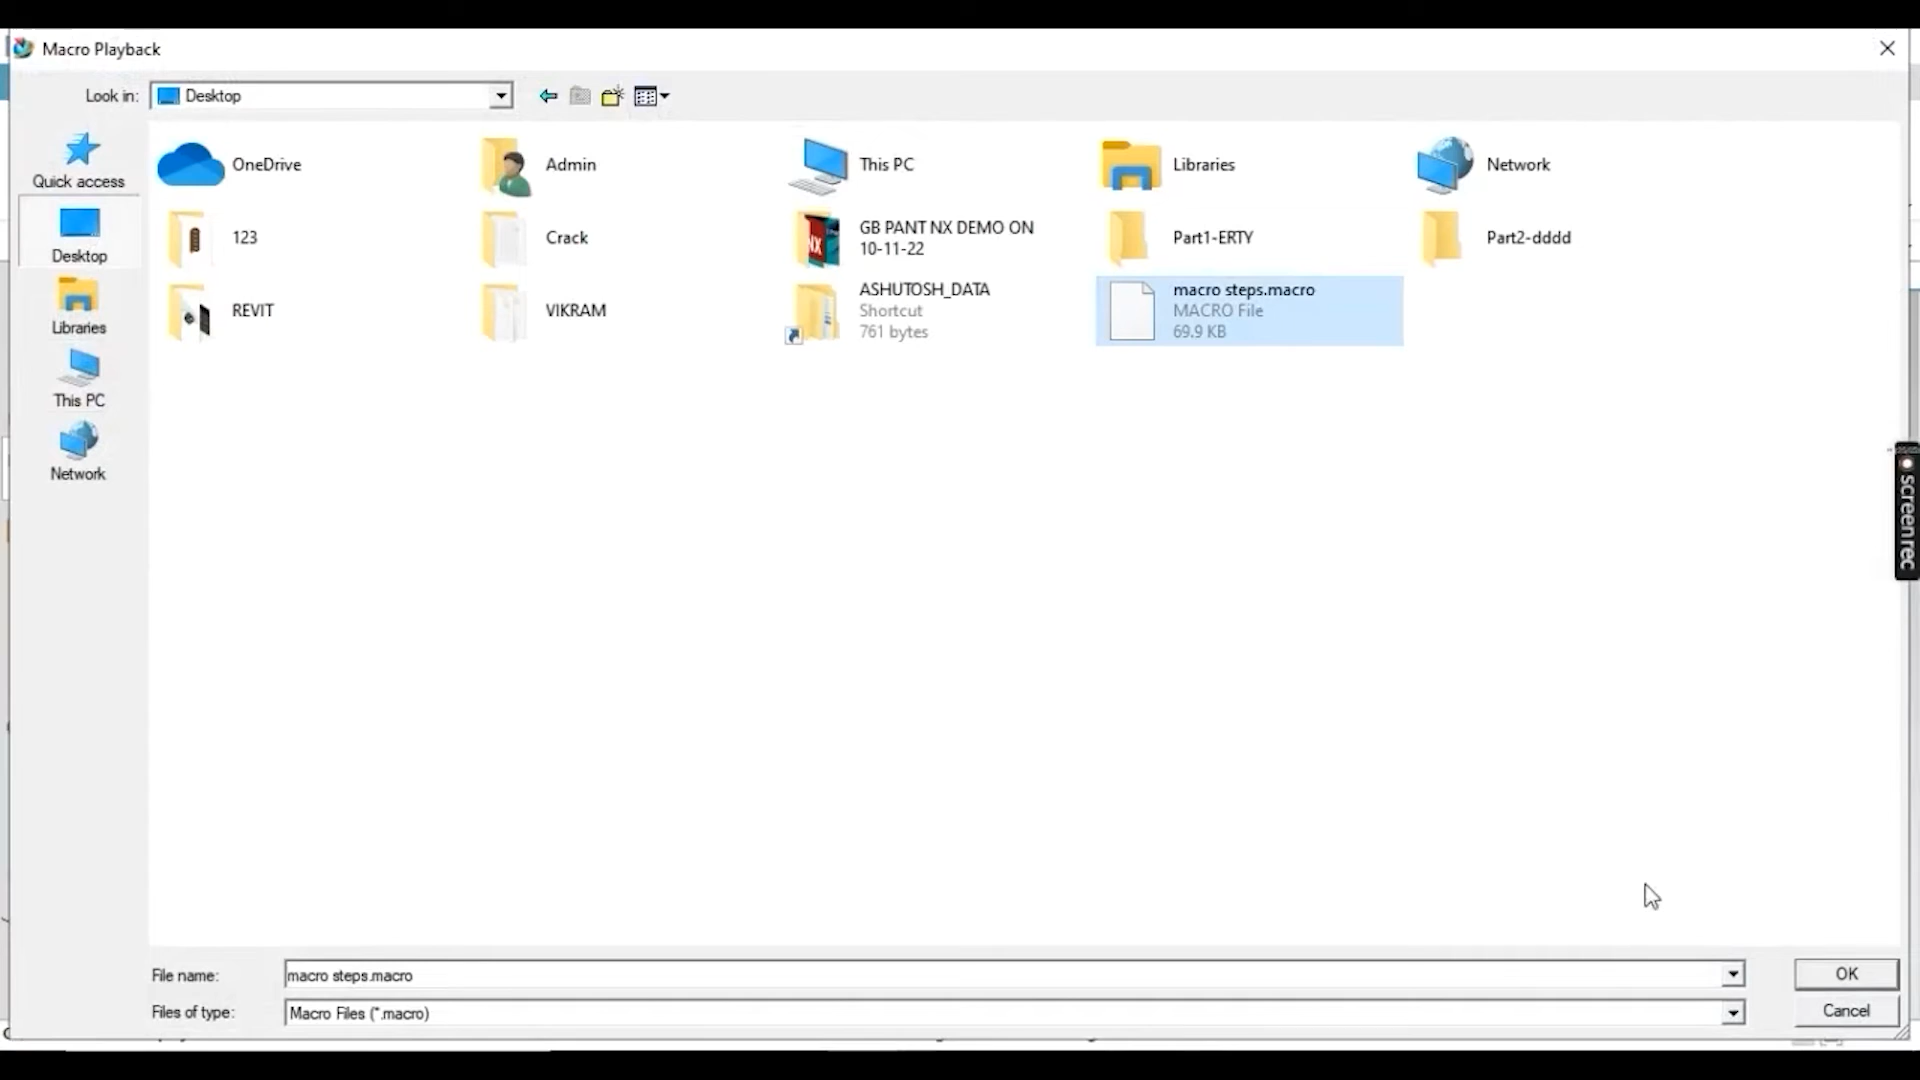 Macro Playback
Look in:
Desktop
Quick access
Desktop
Libraries
This PC
Network
OneDrive
Admin
This PC
Libraries
Network
123
Crack
GB PANT NX DEMO ON
10-11-22
Part1-ERTY
Part2-dddd
REVIT
VIKRAM
ASHUTOSH_DATA
Shortcut
761 bytes
macro steps.macro
MACRO File
69.9 KB
NX
screenrec
File name:
macro steps.macro
OK
Files of type:
Macro Files (*.macro)
Cancel